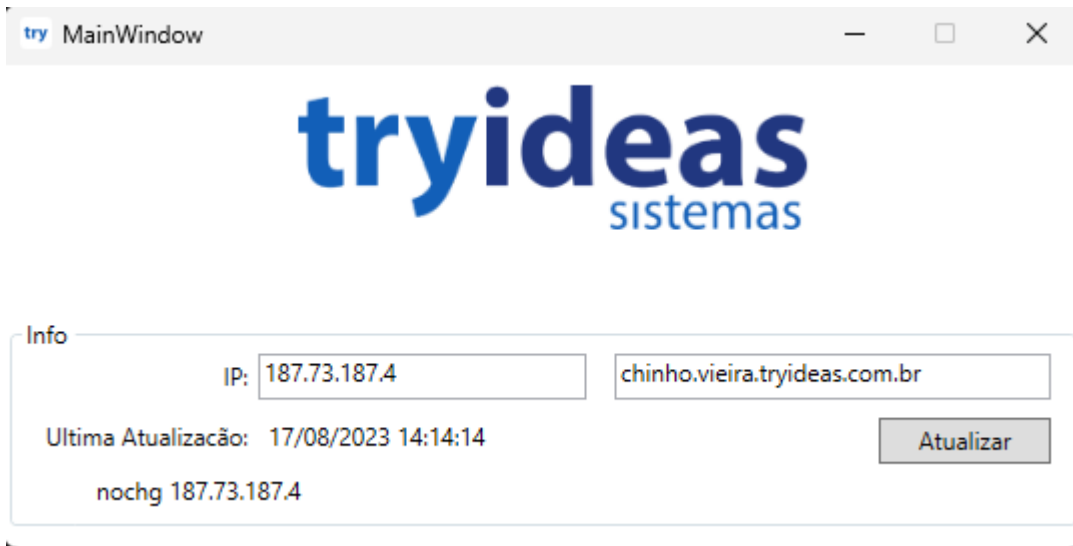 try MainWindow
tryideas
sistemas
Info
IP: 187.73.187.4 chinho.vieira.tryideas.com.br
Ultima Atualizacão: 17/08/2023 14:14:14 Atualizar
nochg 187.73.187.4